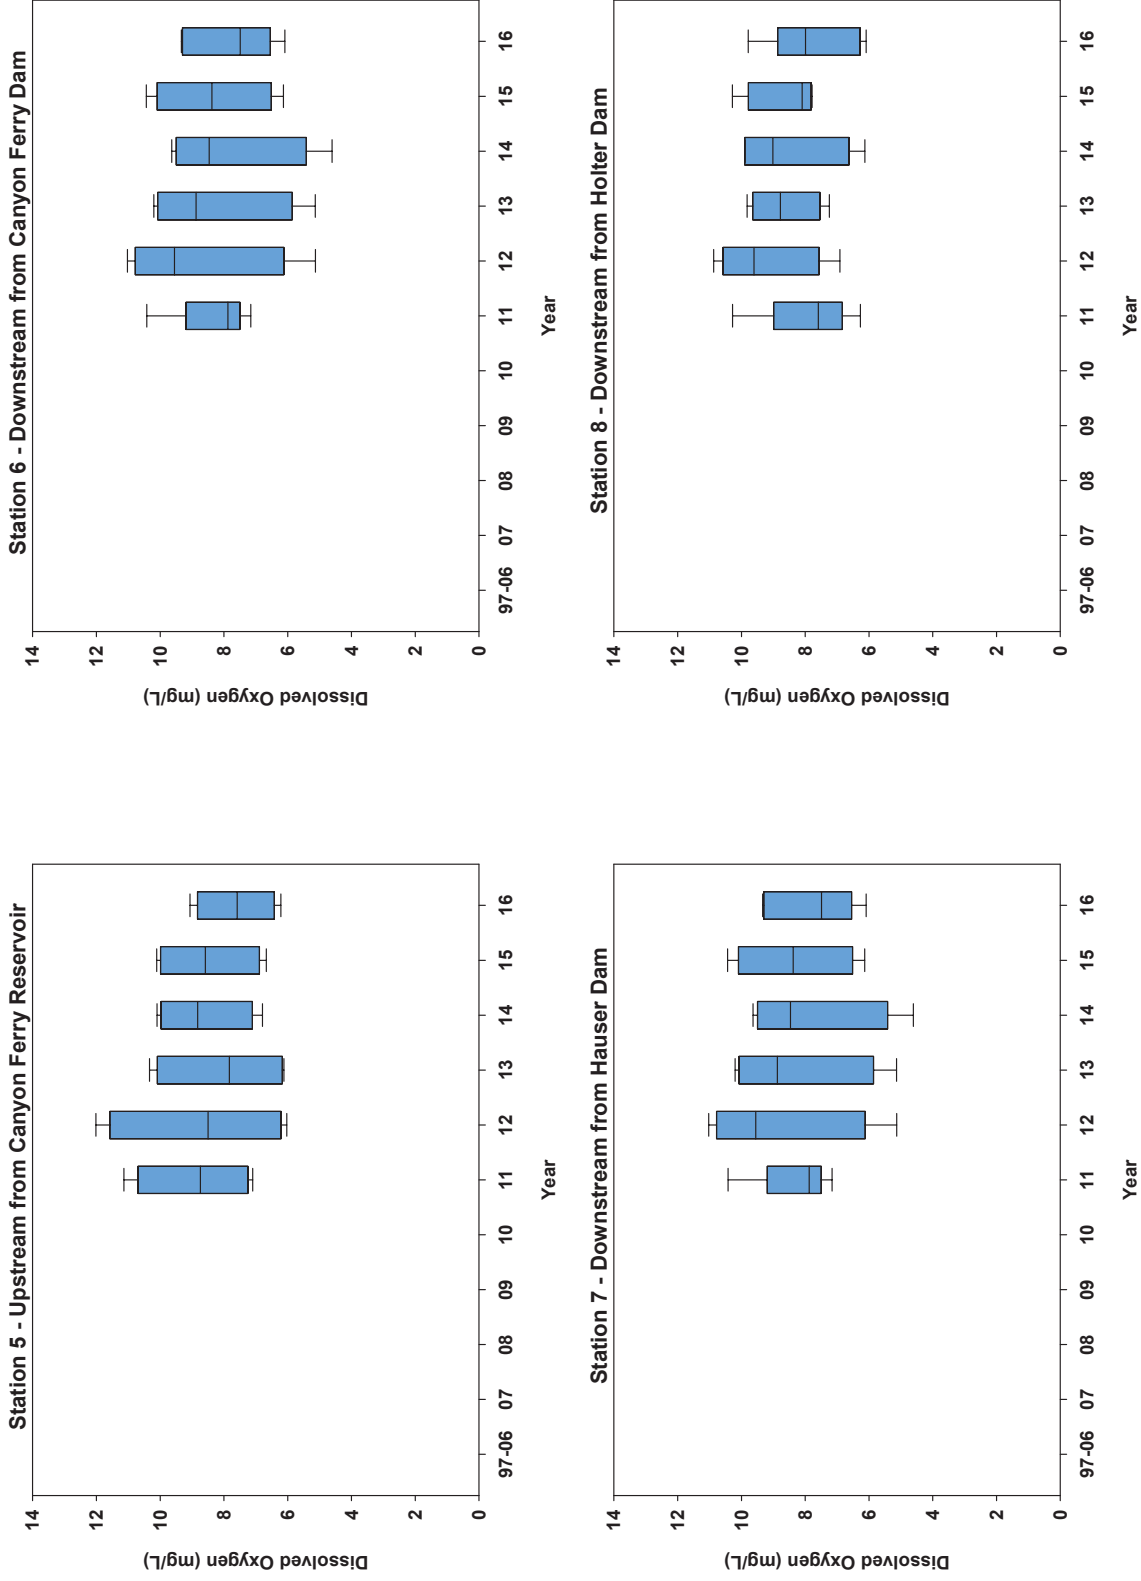 Station 5 - Upstream from Canyon Ferry Reservoir
14
12
10
8
6
4
2
0
Dissolved Oxygen (mg/L)
97-06 07 08 09 10 11 12 13 14 15 16
Year
Station 6 - Downstream from Canyon Ferry Dam
14
12
10
8
6
4
2
0
Dissolved Oxygen (mg/L)
97-06 07 08 09 10 11 12 13 14 15 16
Year
Station 7 - Downstream from Hauser Dam
14
12
10
8
6
4
2
0
Dissolved Oxygen (mg/L)
97-06 07 08 09 10 11 12 13 14 15 16
Year
Station 8 - Downstream from Holter Dam
14
12
10
8
6
4
2
0
Dissolved Oxygen (mg/L)
97-06 07 08 09 10 11 12 13 14 15 16
Year